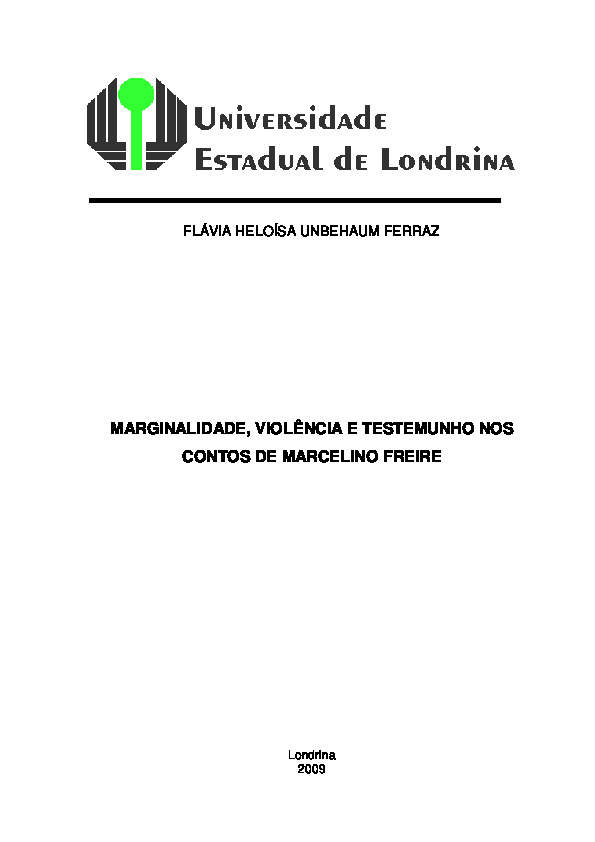 Universidade
Estadual de Londrina
FLÁVIA HELOÍSA UNBEHAUM FERRAZ
MARGINALIDADE, VIOLÊNCIA E TESTEMUNHO NOS
CONTOS DE MARCELINO FREIRE
Londrina
2009